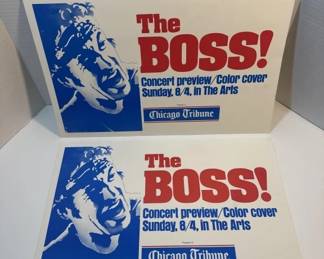 The
BOSS!
Concert preview/Color cover
Sunday, 8/4, in The Arts
Chicago Tribune
The
BOSS!
Concert preview/Color cover
Sunday, 8/4, in The Arts
Chicago Tribune